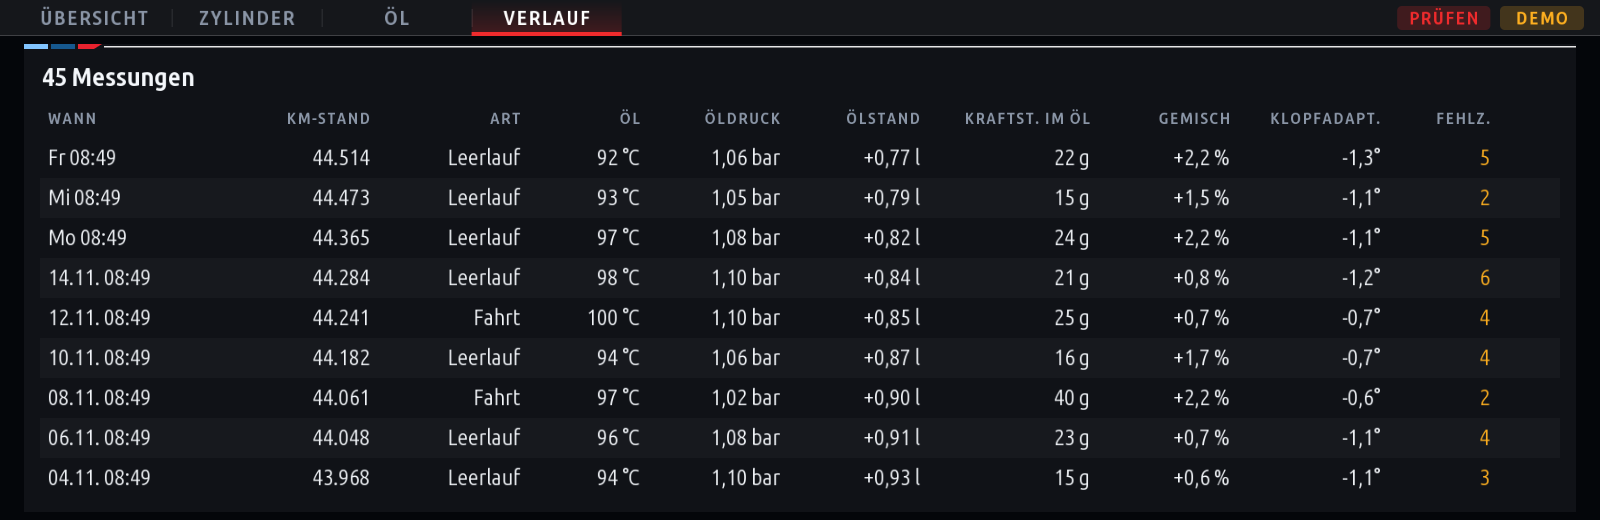 ÜBERSICHT ZYLINDER ÖL VERLAUF PRÜFEN DEMO
45 Messungen
WANN KM-STAND ART ÖL ÖLDRUCK ÖLSTAND KRAFTST. IM ÖL GEMISCH KLOPFADAPT. FEHLZ.
Fr 08:49 44.514 Leerlauf 92 °C 1,06 bar +0,77 l 22 g +2,2 % -1,3° 5
Mi 08:49 44.473 Leerlauf 93 °C 1,05 bar +0,79 l 15 g +1,5 % -1,1° 2
Mo 08:49 44.365 Leerlauf 97 °C 1,08 bar +0,82 l 24 g +2,2 % -1,1° 5
14.11. 08:49 44.284 Leerlauf 98 °C 1,10 bar +0,84 l 21 g +0,8 % -1,2° 6
12.11. 08:49 44.241 Fahrt 100 °C 1,10 bar +0,85 l 25 g +0,7 % -0,7° 4
10.11. 08:49 44.182 Leerlauf 94 °C 1,06 bar +0,87 l 16 g +1,7 % -0,7° 4
08.11. 08:49 44.061 Fahrt 97 °C 1,02 bar +0,90 l 40 g +2,2 % -0,6° 2
06.11. 08:49 44.048 Leerlauf 96 °C 1,08 bar +0,91 l 23 g +0,7 % -1,1° 4
04.11. 08:49 43.968 Leerlauf 94 °C 1,10 bar +0,93 l 15 g +0,6 % -1,1° 3